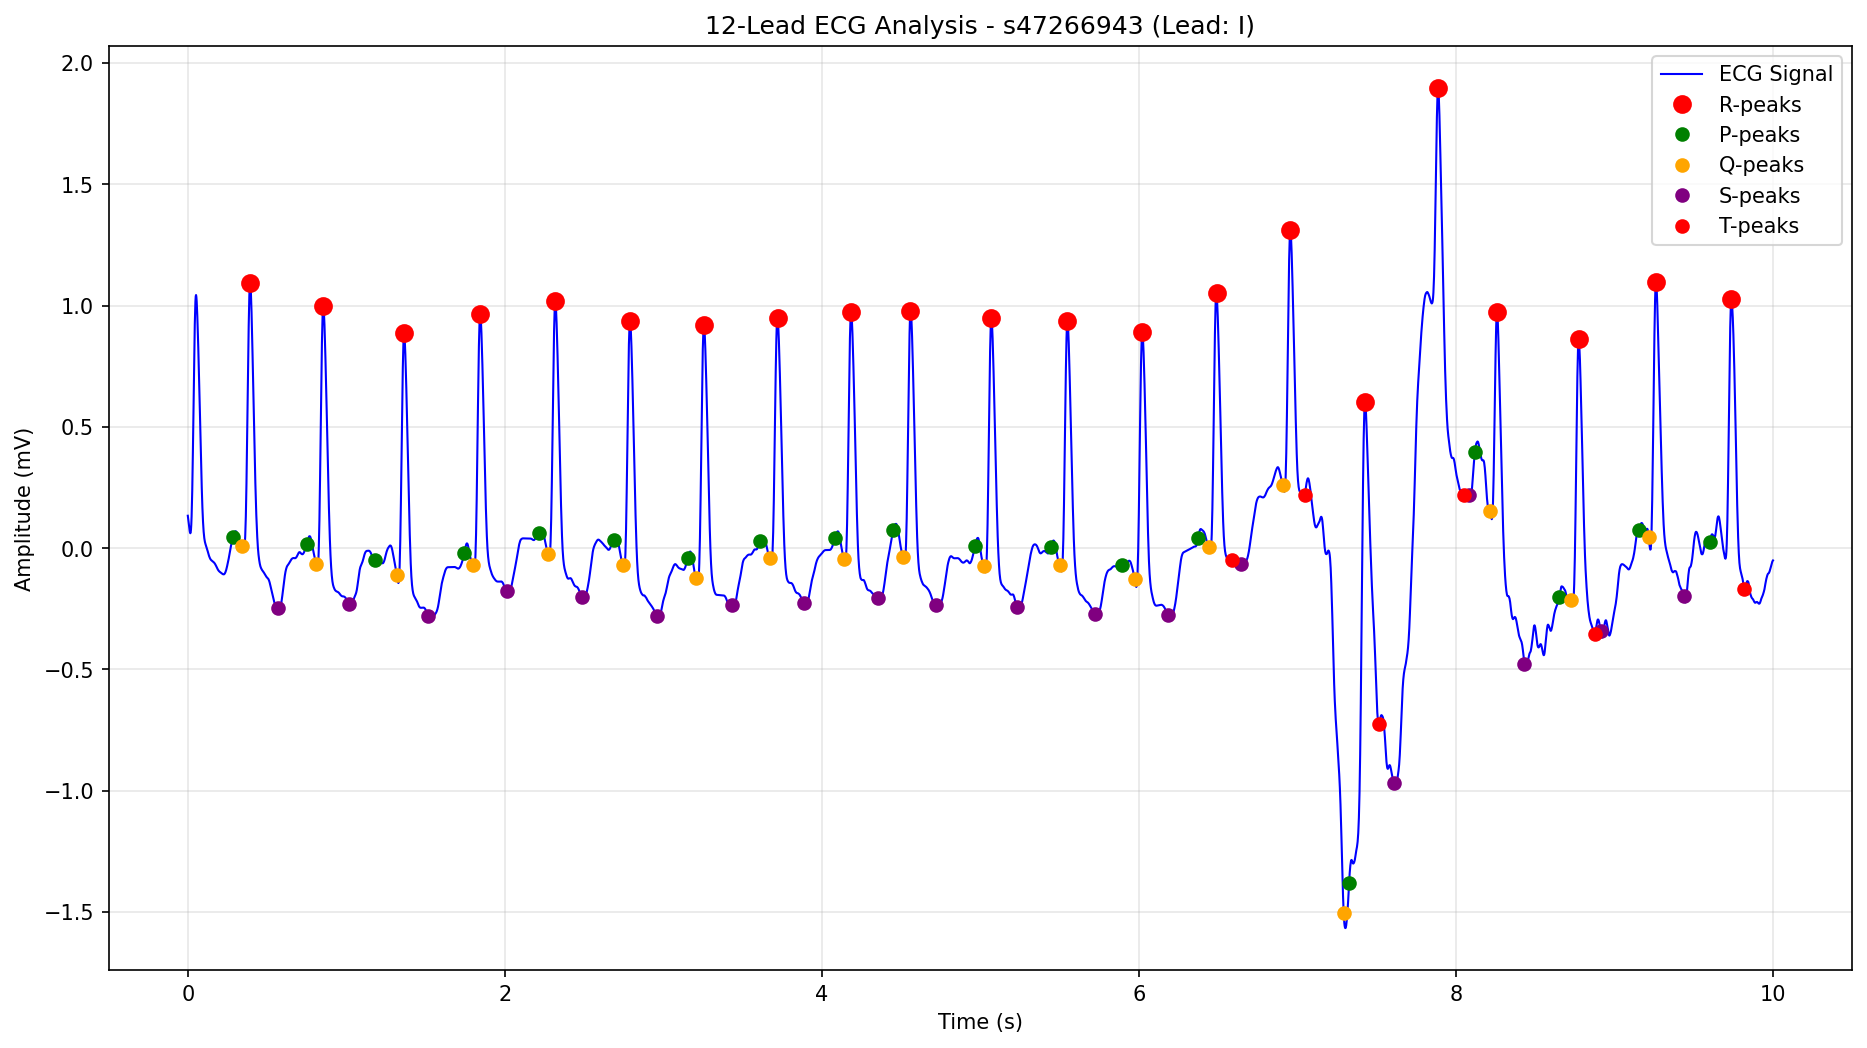 12-Lead ECG Analysis - s47266943 (Lead: I)
ECG Signal
R-peaks
P-peaks
Q-peaks
S-peaks
T-peaks
Amplitude (mV)
2.0
1.5
1.0
0.5
0.0
−0.5
−1.0
−1.5
0 2 4 6 8 10
Time (s)